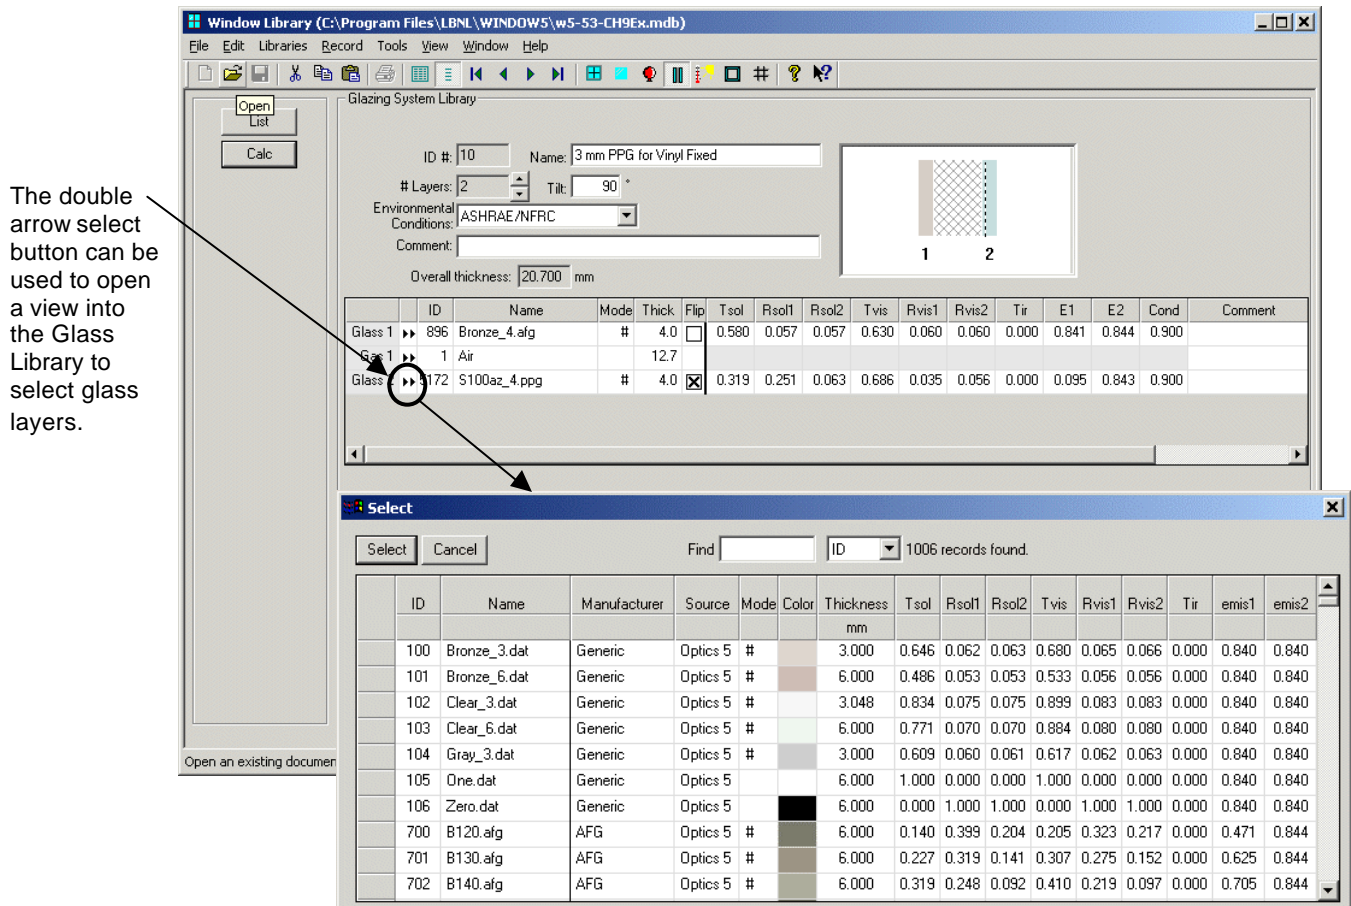 Window Library (C:\Program Files\LBNL\WINDOW5\w5-53-CH9Ex.mdb)
File Edit Libraries Record Tools View Window Help
Open
List
Calc
The double
arrow select
button can be
used to open
a view into
the Glass
Library to
select glass
layers.
Glazing System Library
ID #: 10 Name: 3 mm PPG for Vinyl Fixed
# Layers: 2 Tilt: 90 °
Environmental
Conditions: ASHRAE/NFRC
Comment:
Overall thickness: 20.700 mm
1 2
ID Name Mode Thick Flip Tsol Rsol1 Rsol2 Tvis Rvis1 Rvis2 Tir E1 E2 Cond Comment
Glass 1 896 Bronze_4.afg # 4.0 0.580 0.057 0.057 0.630 0.060 0.060 0.000 0.841 0.844 0.900
Gas 1 1 Air 12.7
Glass 2 5172 S100az_4.ppg # 4.0 0.319 0.251 0.063 0.686 0.035 0.056 0.000 0.095 0.843 0.900
Select
Select Cancel Find ID 1006 records found.
ID Name Manufacturer Source Mode Color Thickness Tsol Rsol1 Rsol2 Tvis Rvis1 Rvis2 Tir emis1 emis2
mm
100 Bronze_3.dat Generic Optics 5 # 3.000 0.646 0.062 0.063 0.680 0.065 0.066 0.000 0.840 0.840
101 Bronze_6.dat Generic Optics 5 # 6.000 0.486 0.053 0.053 0.533 0.056 0.056 0.000 0.840 0.840
102 Clear_3.dat Generic Optics 5 # 3.048 0.834 0.075 0.075 0.899 0.083 0.083 0.000 0.840 0.840
103 Clear_6.dat Generic Optics 5 # 6.000 0.771 0.070 0.070 0.884 0.080 0.080 0.000 0.840 0.840
104 Gray_3.dat Generic Optics 5 # 3.000 0.609 0.060 0.061 0.617 0.062 0.063 0.000 0.840 0.840
105 One.dat Generic Optics 5 6.000 1.000 0.000 0.000 1.000 0.000 0.000 0.000 0.840 0.840
106 Zero.dat Generic Optics 5 6.000 0.000 1.000 1.000 0.000 1.000 1.000 0.000 0.840 0.840
700 B120.afg AFG Optics 5 # 6.000 0.140 0.399 0.204 0.205 0.323 0.217 0.000 0.471 0.844
701 B130.afg AFG Optics 5 # 6.000 0.227 0.319 0.141 0.307 0.275 0.152 0.000 0.625 0.844
702 B140.afg AFG Optics 5 # 6.000 0.319 0.248 0.092 0.410 0.219 0.097 0.000 0.705 0.844
Open an existing documen